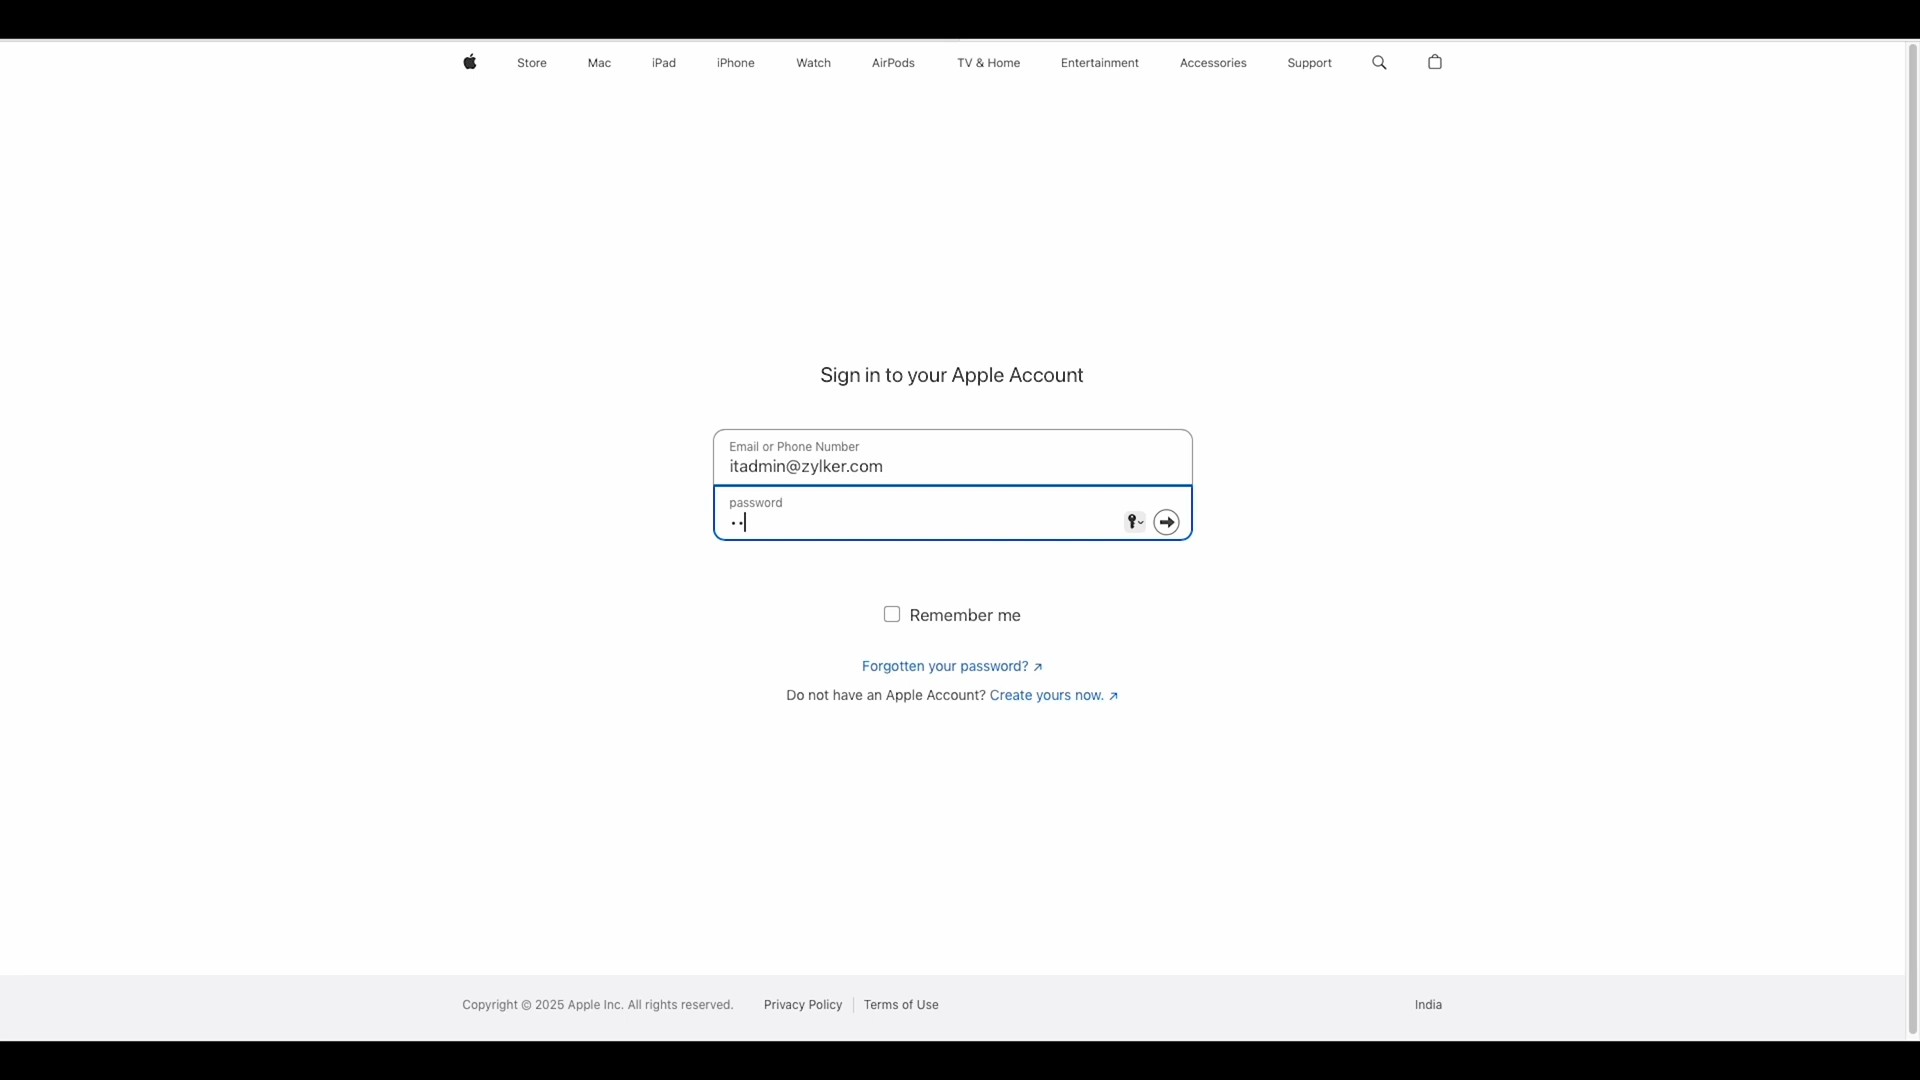 Store Mac iPad iPhone Watch AirPods TV & Home Entertainment Accessories Support
Sign in to your Apple Account
Email or Phone Number
itadmin@zylker.com
password
Remember me
Forgotten your password? ↗
Do not have an Apple Account? Create yours now. ↗
Copyright © 2025 Apple Inc. All rights reserved. Privacy Policy Terms of Use India